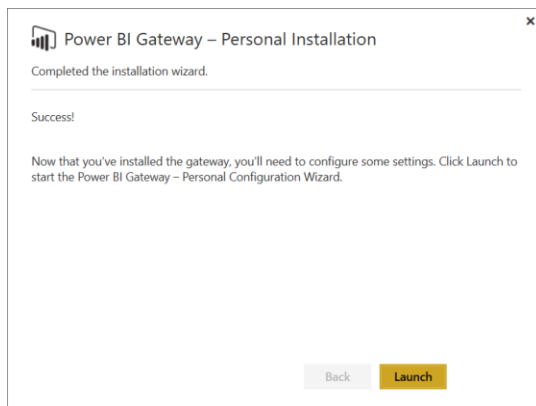 Power BI Gateway – Personal Installation
Completed the installation wizard.
Success!
Now that you've installed the gateway, you'll need to configure some settings. Click Launch to
start the Power BI Gateway – Personal Configuration Wizard.
Back
Launch